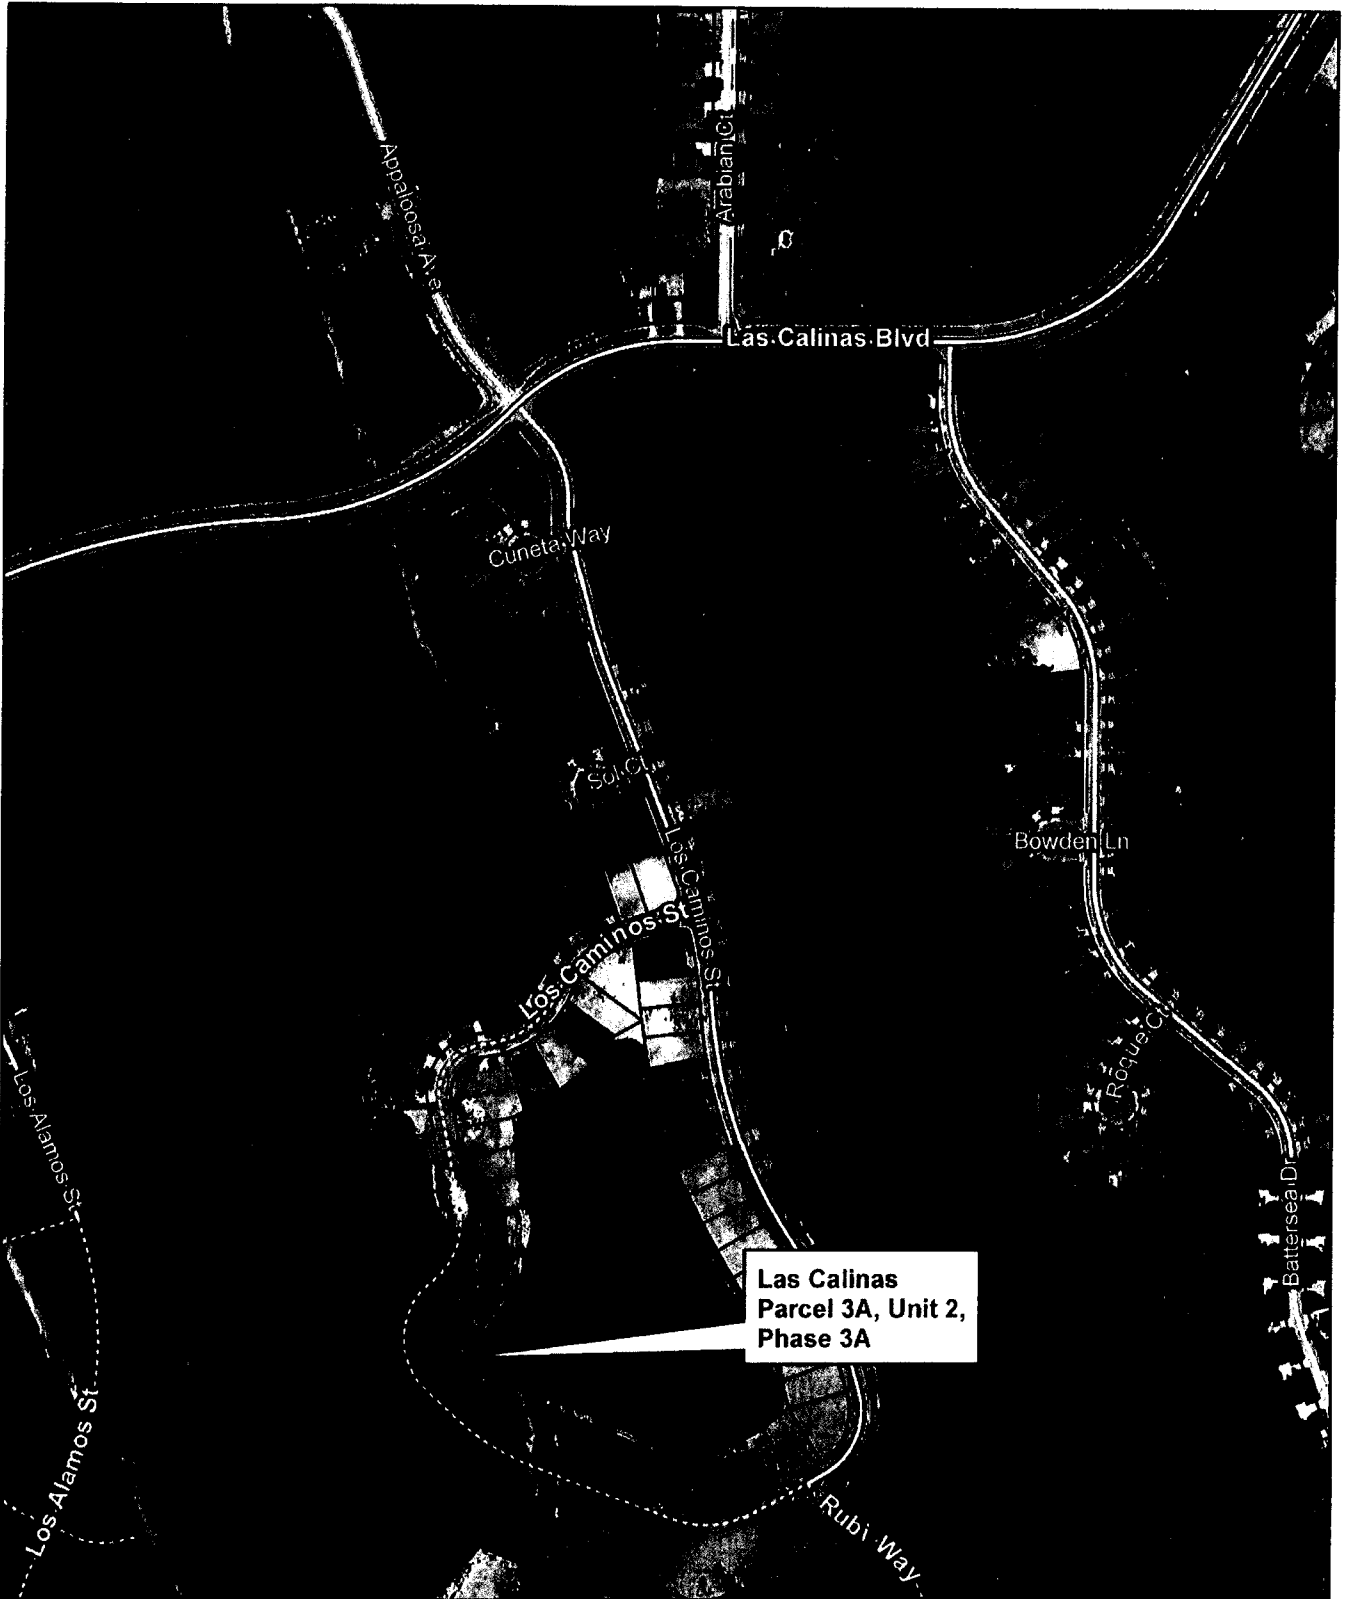 Appaloosa Ave
Arabian Ct
Las Calinas Blvd
Cuneta Way
Sol Ct
Los Caminos St
Bowden Ln
Los Caminos St
Roque Ct
Los Alamos St
Battersea Dr
Las Calinas
Parcel 3A, Unit 2,
Phase 3A
Los Alamos St
Rubi Way